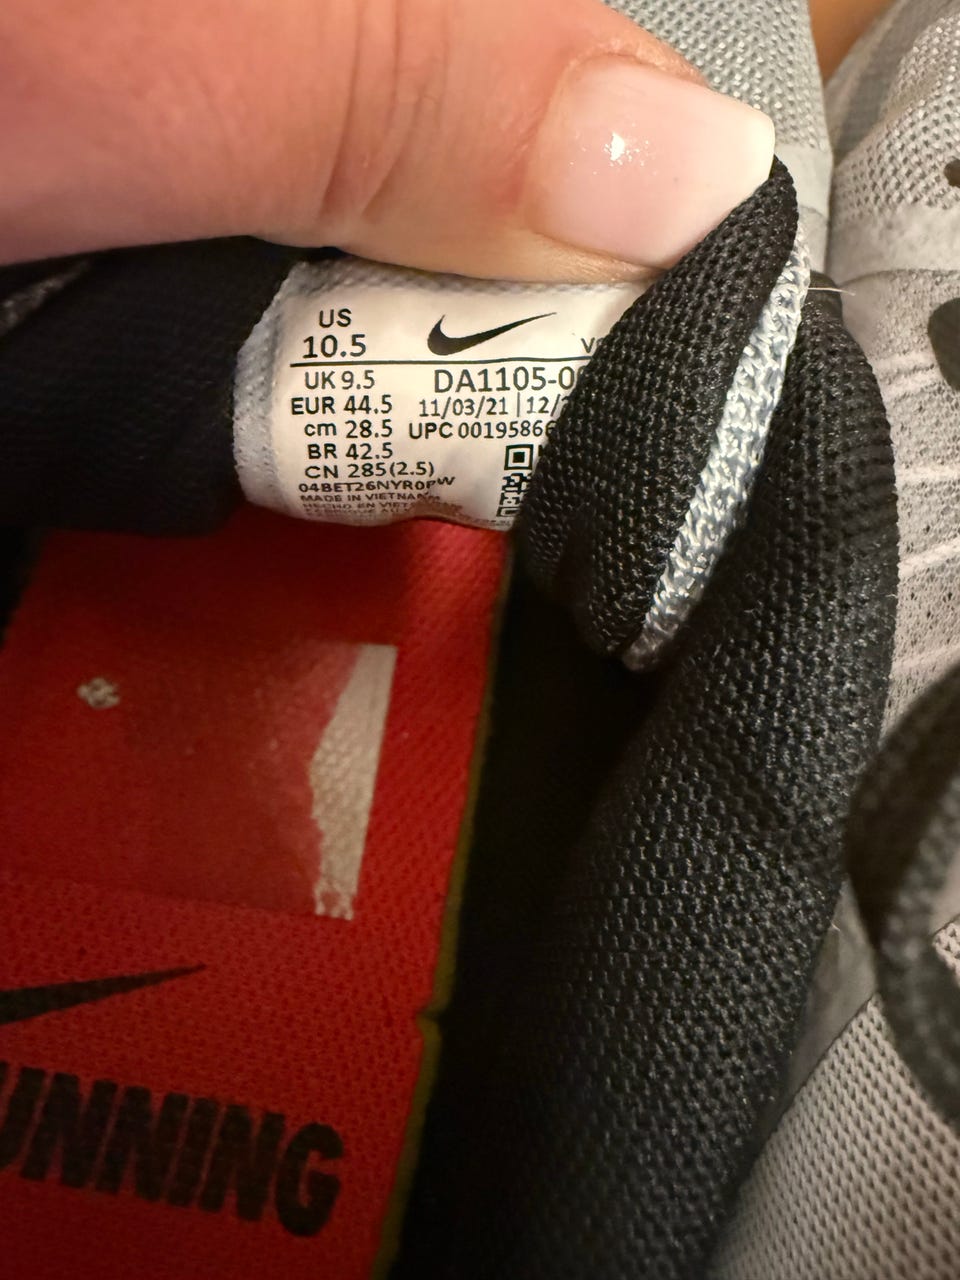 US
10.5
UK 9.5
EUR 44.5
cm 28.5
BR 42.5
CN 285(2.5)
DA1105-0
11/03/21 | 12/
UPC 00195866
04BET26NYR0PW
MADE IN VIETNAM
UNNING